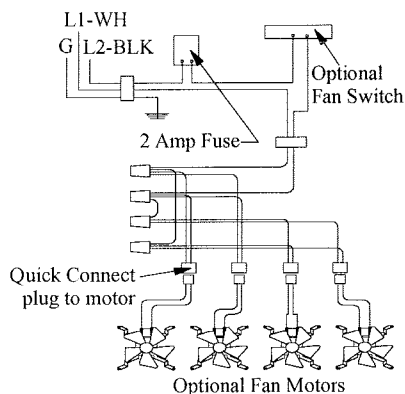 L1-WH
G L2-BLK
Optional
Fan Switch
2 Amp Fuse
Quick Connect
plug to motor
Optional Fan Motors